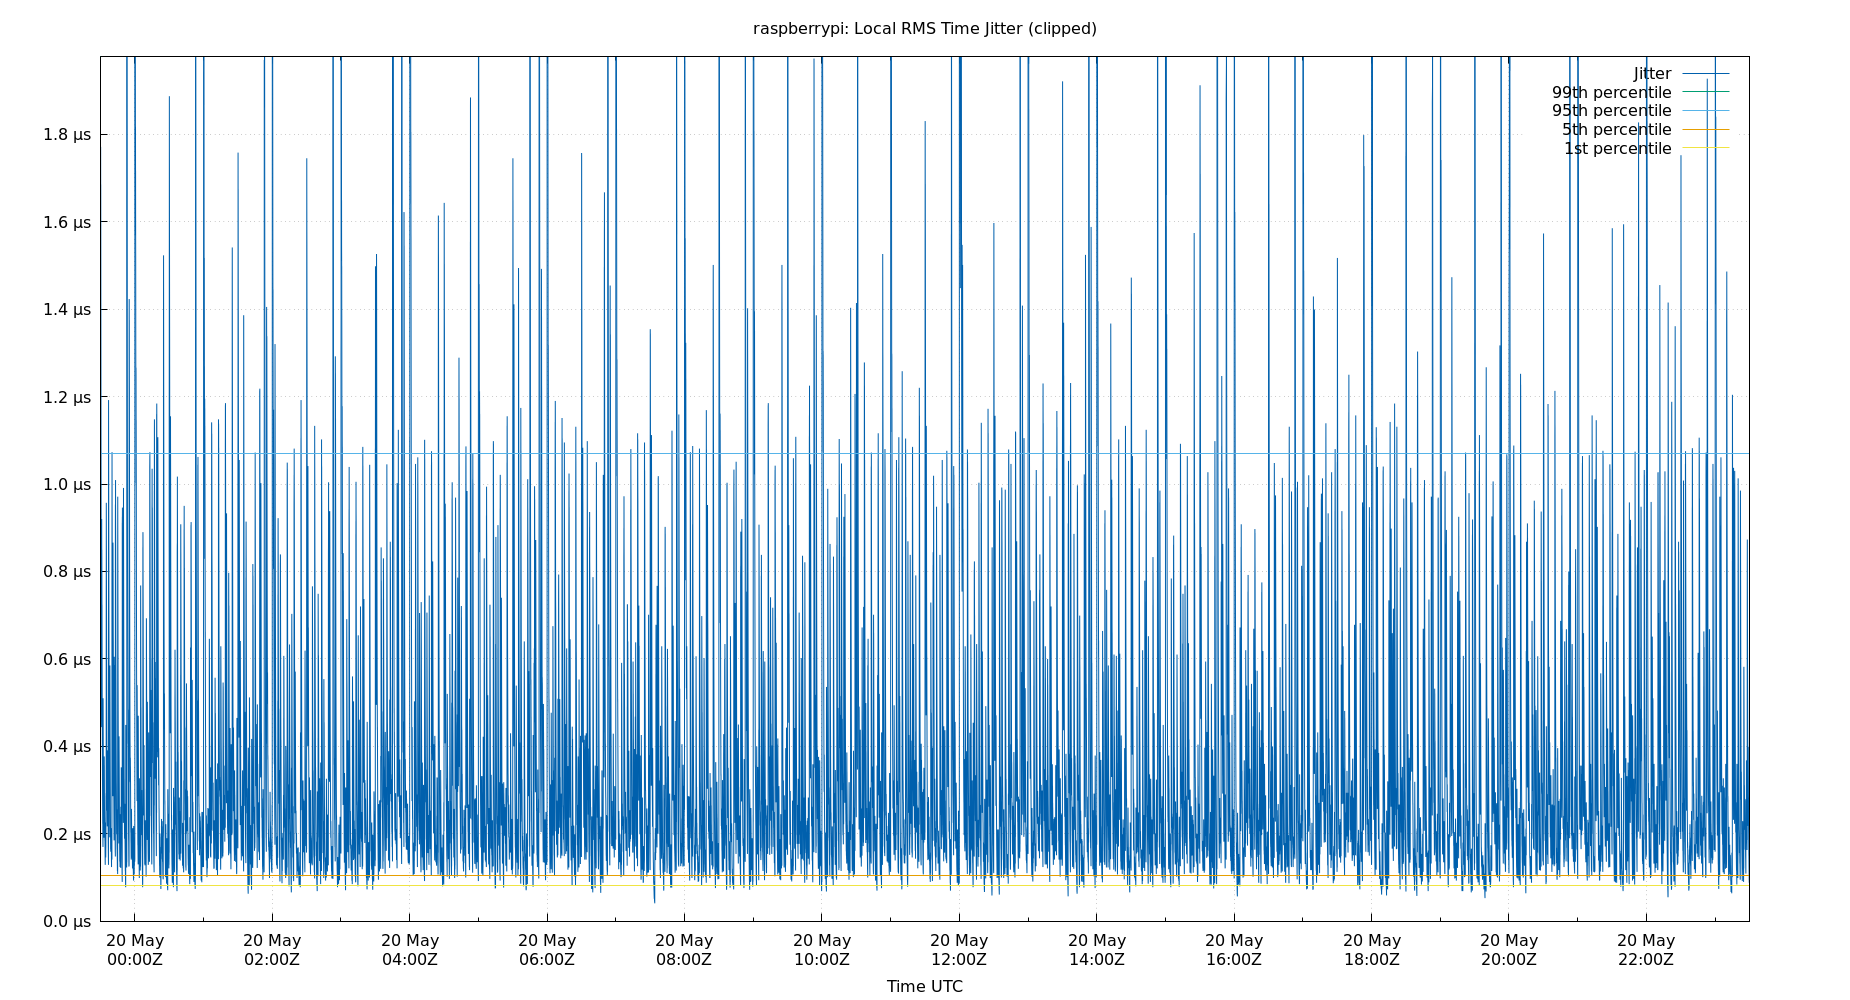 raspberrypi: Local RMS Time Jitter (clipped)
Jitter
99th percentile
95th percentile
5th percentile
1st percentile
1.8 µs
1.6 µs
1.4 µs
1.2 µs
1.0 µs
0.8 µs
0.6 µs
0.4 µs
0.2 µs
0.0 µs
20 May 20 May 20 May 20 May 20 May 20 May 20 May 20 May 20 May 20 May 20 May 20 May
00:00Z 02:00Z 04:00Z 06:00Z 08:00Z 10:00Z 12:00Z 14:00Z 16:00Z 18:00Z 20:00Z 22:00Z
Time UTC